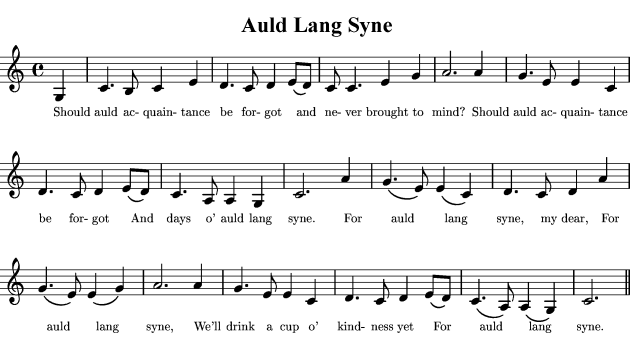 Auld Lang Syne
Should auld ac- quain- tance be for- got and ne- ver brought to mind? Should auld ac- quain- tance
be for- got And days o' auld lang syne. For auld lang syne, my dear, For
auld lang syne, We'll drink a cup o' kind- ness yet For auld lang syne.